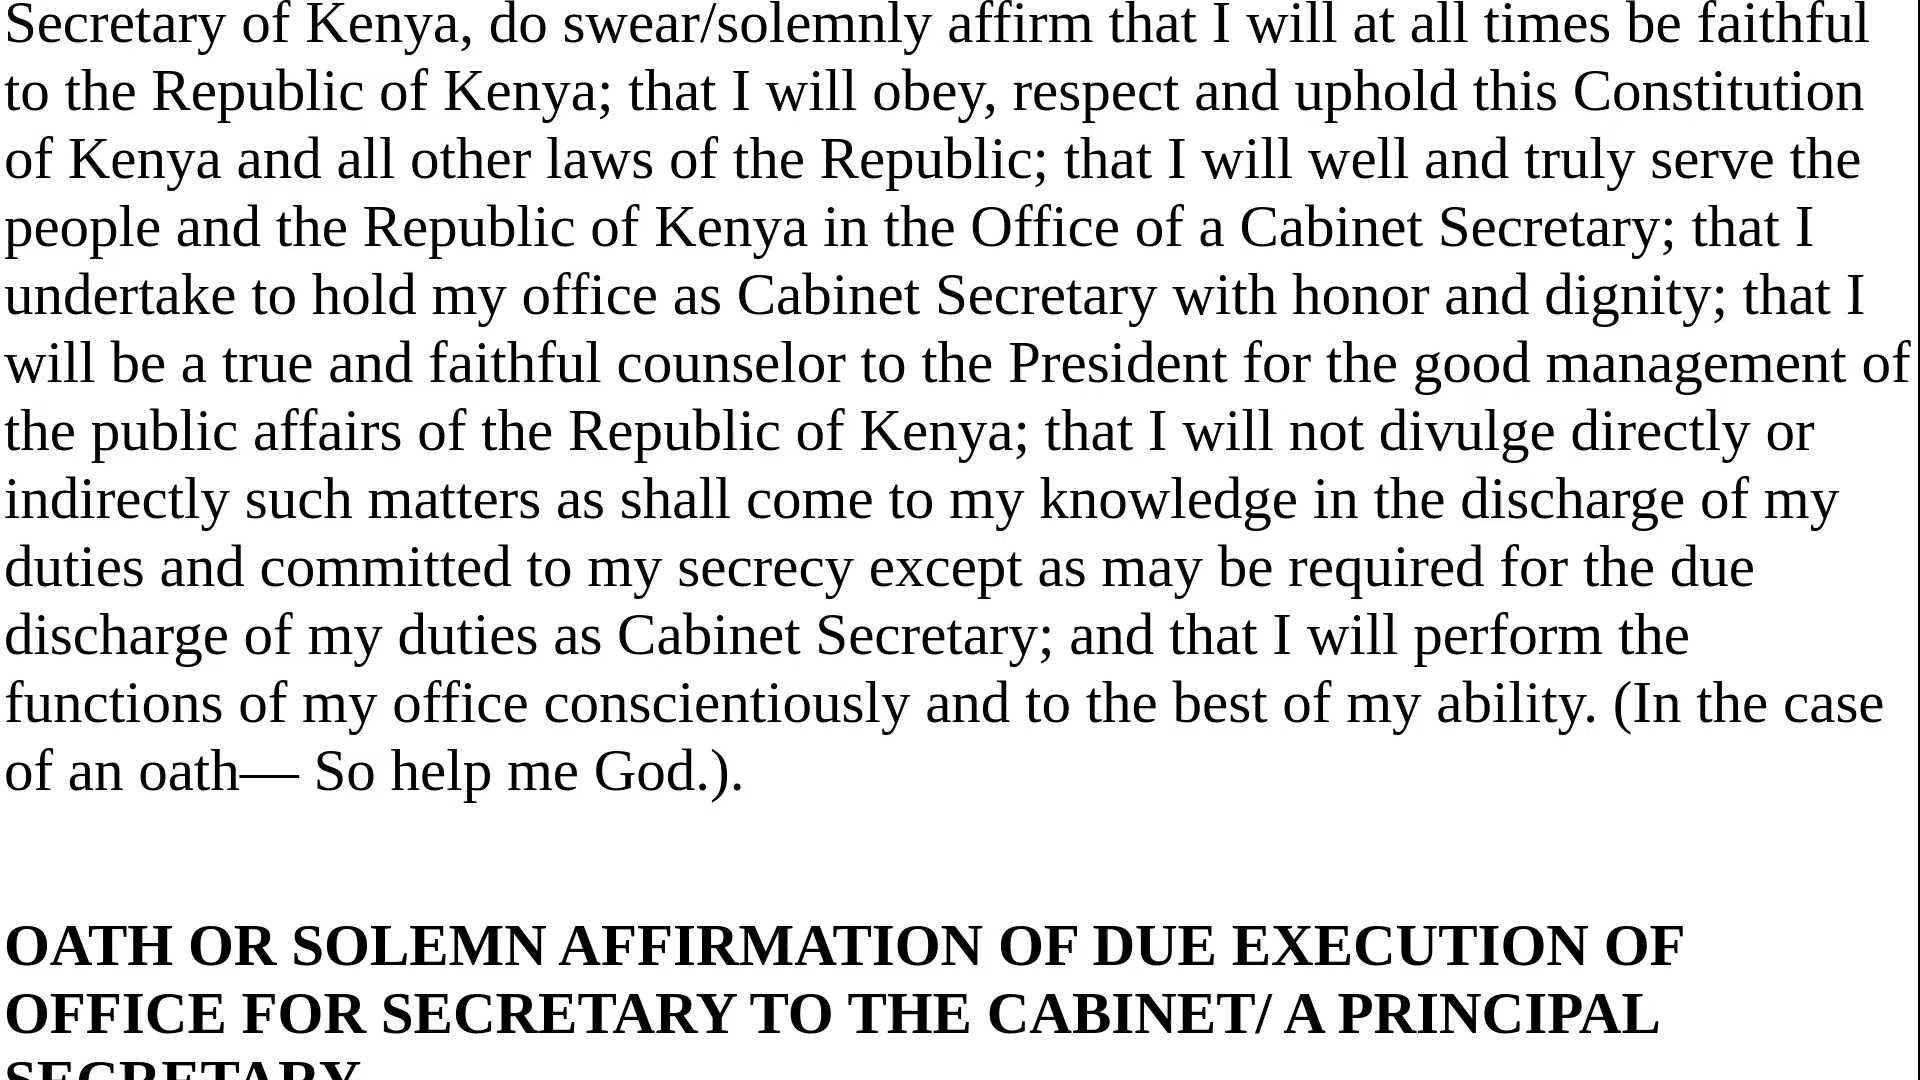 Secretary of Kenya, do swear/solemnly affirm that I will at all times be faithful
to the Republic of Kenya; that I will obey, respect and uphold this Constitution
of Kenya and all other laws of the Republic; that I will well and truly serve the
people and the Republic of Kenya in the Office of a Cabinet Secretary; that I
undertake to hold my office as Cabinet Secretary with honor and dignity; that I
will be a true and faithful counselor to the President for the good management of
the public affairs of the Republic of Kenya; that I will not divulge directly or
indirectly such matters as shall come to my knowledge in the discharge of my
duties and committed to my secrecy except as may be required for the due
discharge of my duties as Cabinet Secretary; and that I will perform the
functions of my office conscientiously and to the best of my ability. (In the case
of an oath— So help me God.).
OATH OR SOLEMN AFFIRMATION OF DUE EXECUTION OF
OFFICE FOR SECRETARY TO THE CABINET/ A PRINCIPAL
SECRETARY